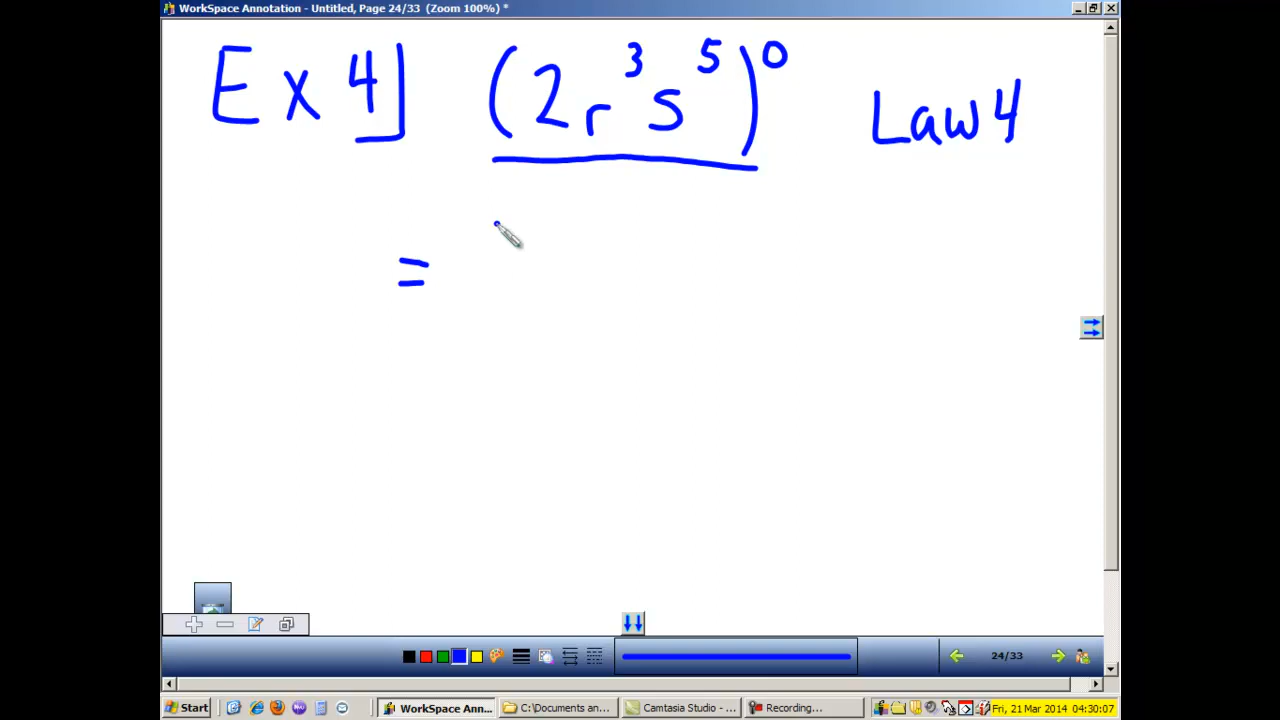 WorkSpace Annotation - Untitled, Page 24/33 (Zoom 100%) *
Ex 4] (2r³s⁵)⁰ Law 4
=
24/33
Start WorkSpace Ann... C:\Documents an... Camtasia Studio - ... Recording... Fri, 21 Mar 2014 04:30:07